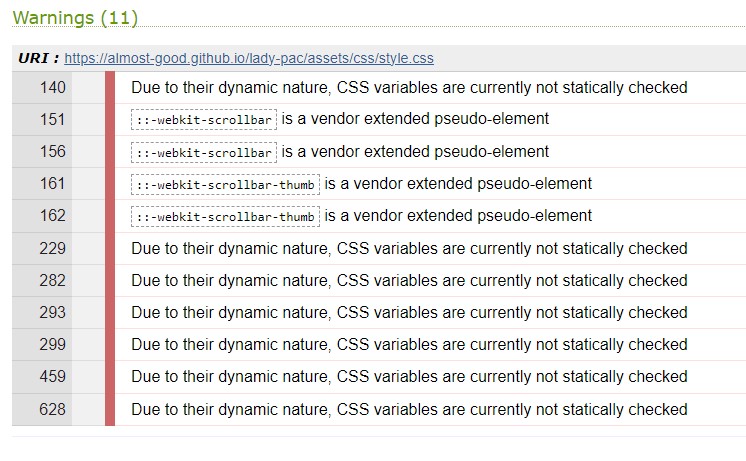 Warnings (11)
URI : https://almost-good.github.io/lady-pac/assets/css/style.css
140 Due to their dynamic nature, CSS variables are currently not statically checked
151 ::-webkit-scrollbar is a vendor extended pseudo-element
156 ::-webkit-scrollbar is a vendor extended pseudo-element
161 ::-webkit-scrollbar-thumb is a vendor extended pseudo-element
162 ::-webkit-scrollbar-thumb is a vendor extended pseudo-element
229 Due to their dynamic nature, CSS variables are currently not statically checked
282 Due to their dynamic nature, CSS variables are currently not statically checked
293 Due to their dynamic nature, CSS variables are currently not statically checked
299 Due to their dynamic nature, CSS variables are currently not statically checked
459 Due to their dynamic nature, CSS variables are currently not statically checked
628 Due to their dynamic nature, CSS variables are currently not statically checked